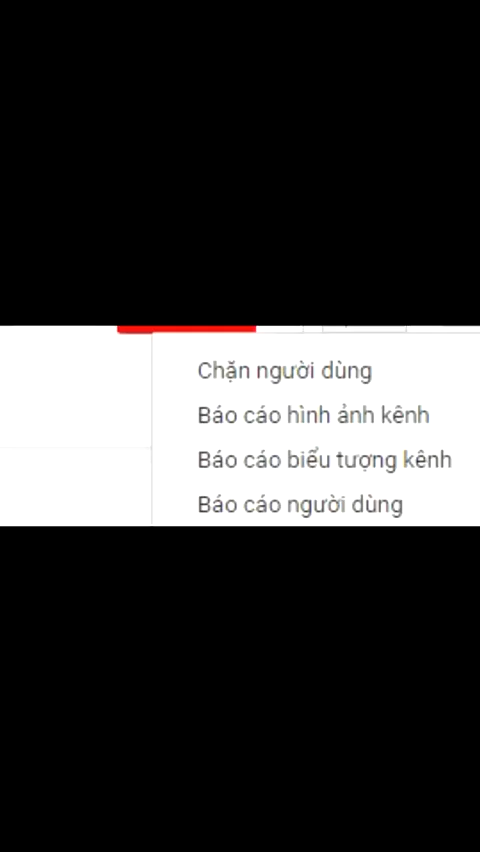 Chặn người dùng
Báo cáo hình ảnh kênh
Báo cáo biểu tượng kênh
Báo cáo người dùng